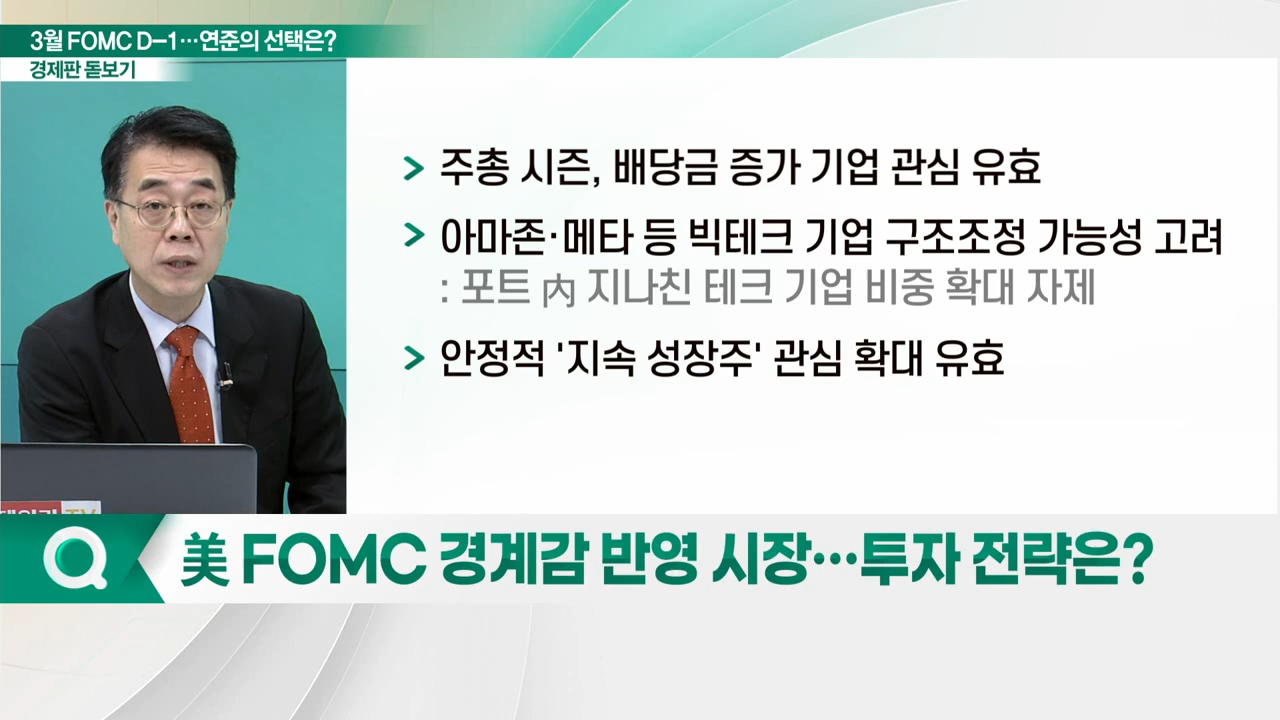 3월 FOMC D-1…연준의 선택은?
경제판 돋보기
> 주총 시즌, 배당금 증가 기업 관심 유효
> 아마존·메타 등 빅테크 기업 구조조정 가능성 고려
: 포트 內 지나친 테크 기업 비중 확대 자제
> 안정적 '지속 성장주' 관심 확대 유효
TV
美 FOMC 경계감 반영 시장…투자 전략은?